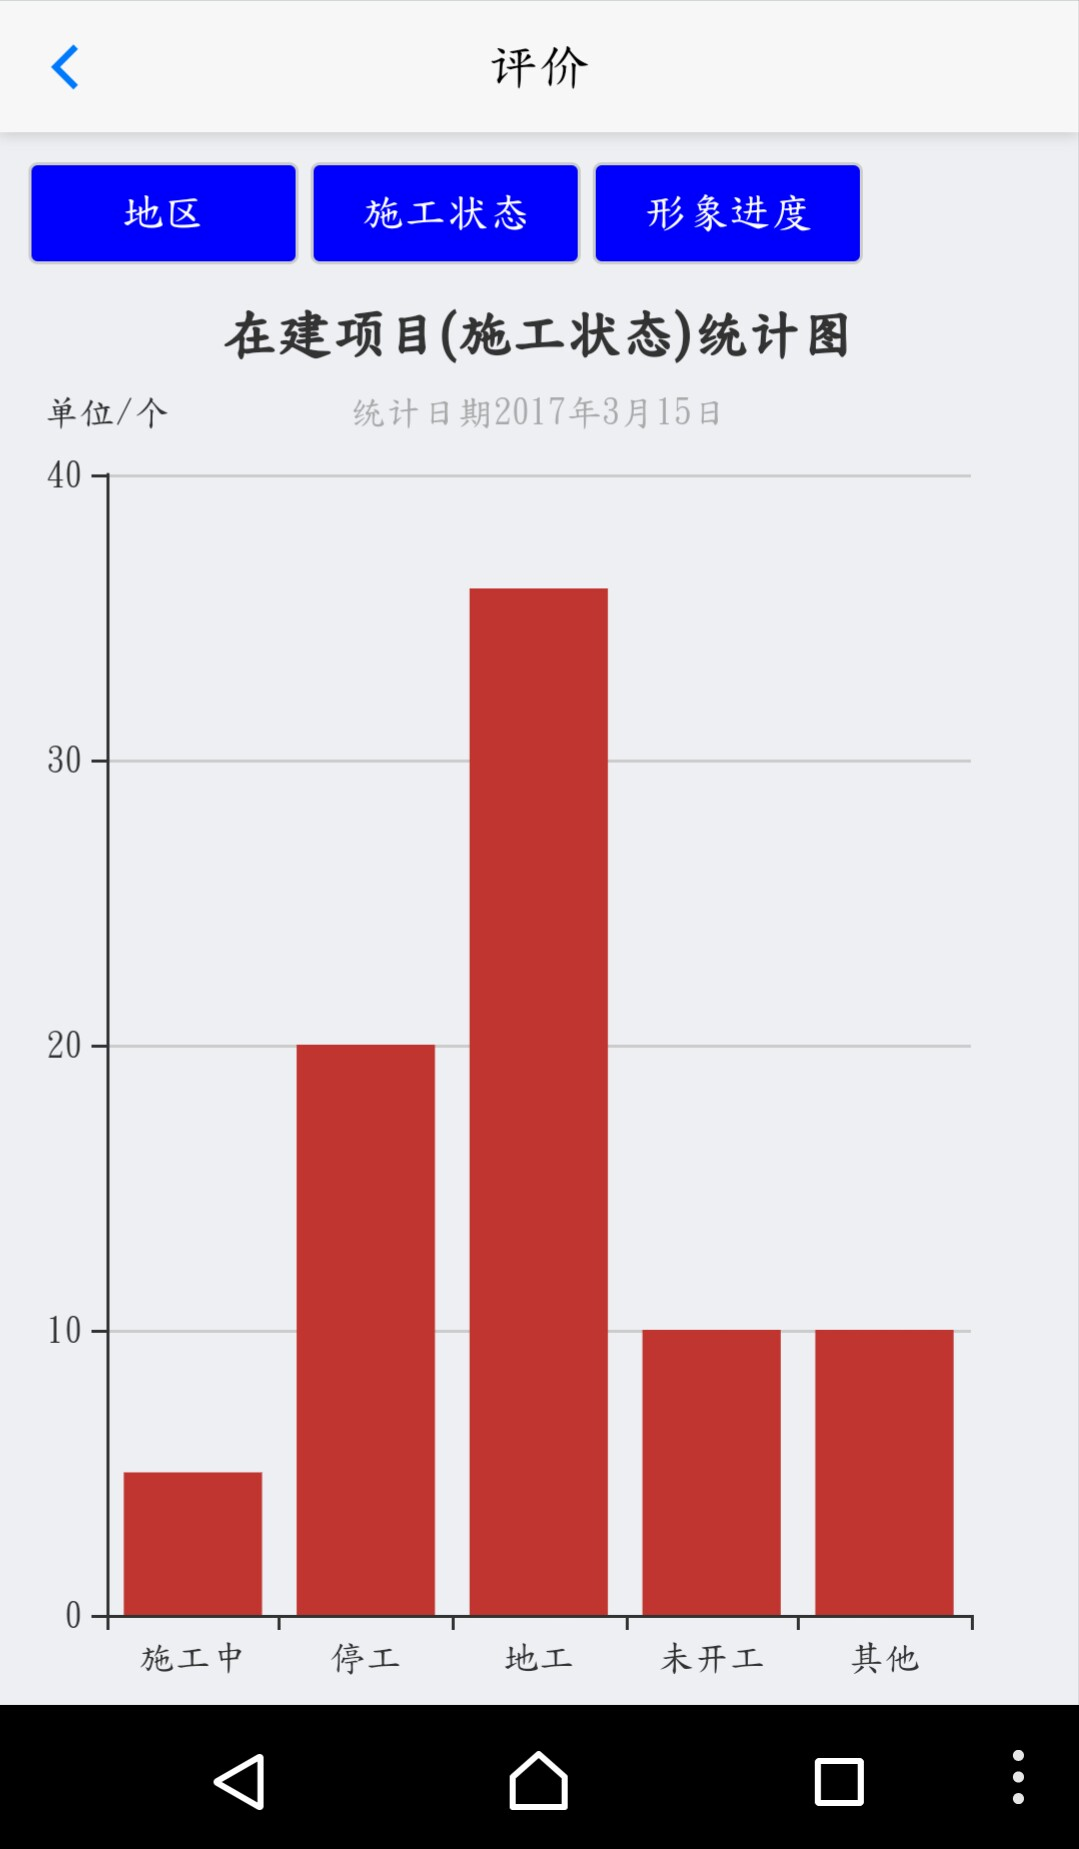 评价
地区 施工状态 形象进度
在建项目(施工状态)统计图
单位/个 统计日期2017年3月15日
40
30
20
10
0
施工中 停工 地工 未开工 其他